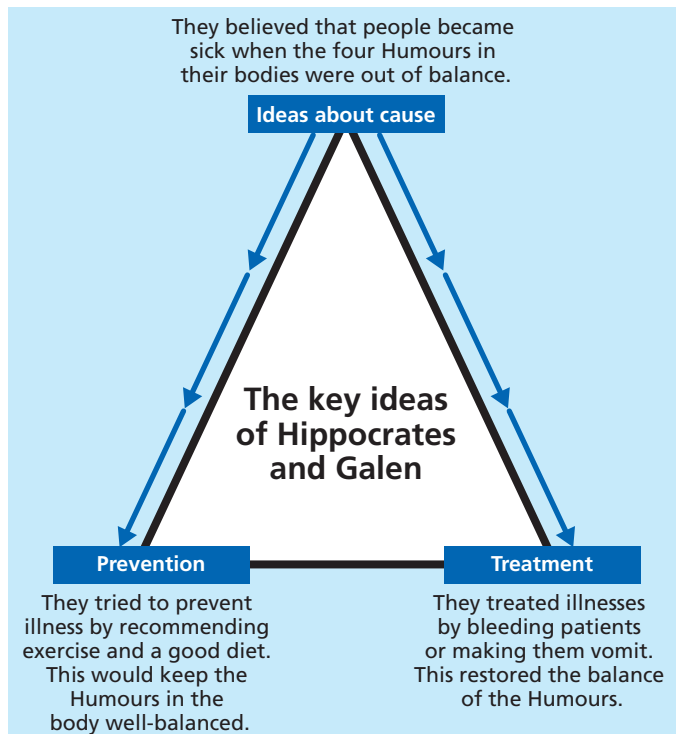 They believed that people became
sick when the four Humours in
their bodies were out of balance.
Ideas about cause
The key ideas
of Hippocrates
and Galen
Prevention
They tried to prevent
illness by recommending
exercise and a good diet.
This would keep the
Humours in the
body well-balanced.
Treatment
They treated illnesses
by bleeding patients
or making them vomit.
This restored the balance
of the Humours.